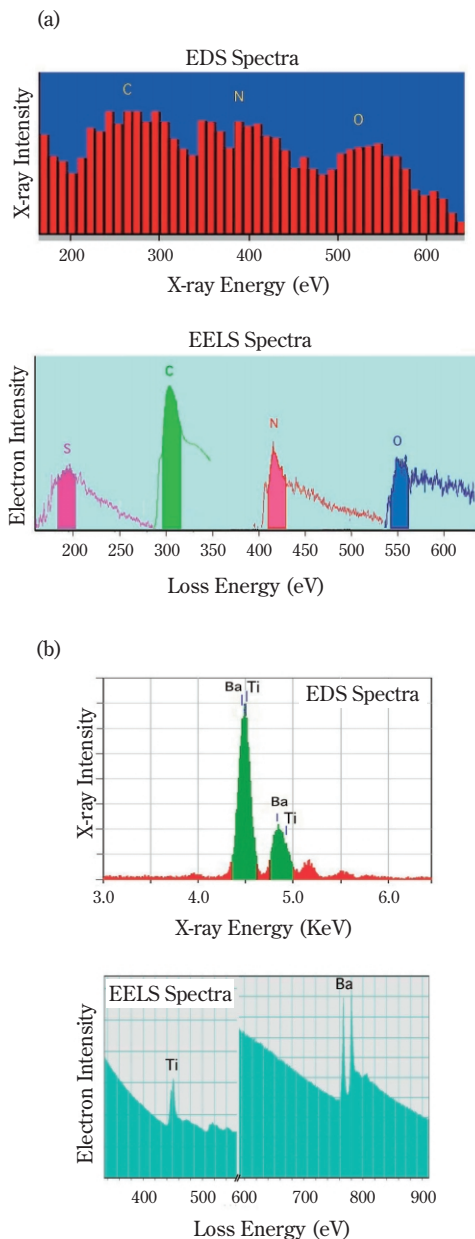 (a)
EDS Spectra
C N O
X-ray Intensity
200 300 400 500 600
X-ray Energy (eV)
EELS Spectra
S C N O
Electron Intensity
200 250 300 350 400 450 500 550 600
Loss Energy (eV)
(b)
EDS Spectra
Ba Ti
Ba
Ti
X-ray Intensity
3.0 4.0 5.0 6.0
X-ray Energy (KeV)
EELS Spectra
Ti
Ba
Electron Intensity
400 500 600 700 800 900
Loss Energy (eV)